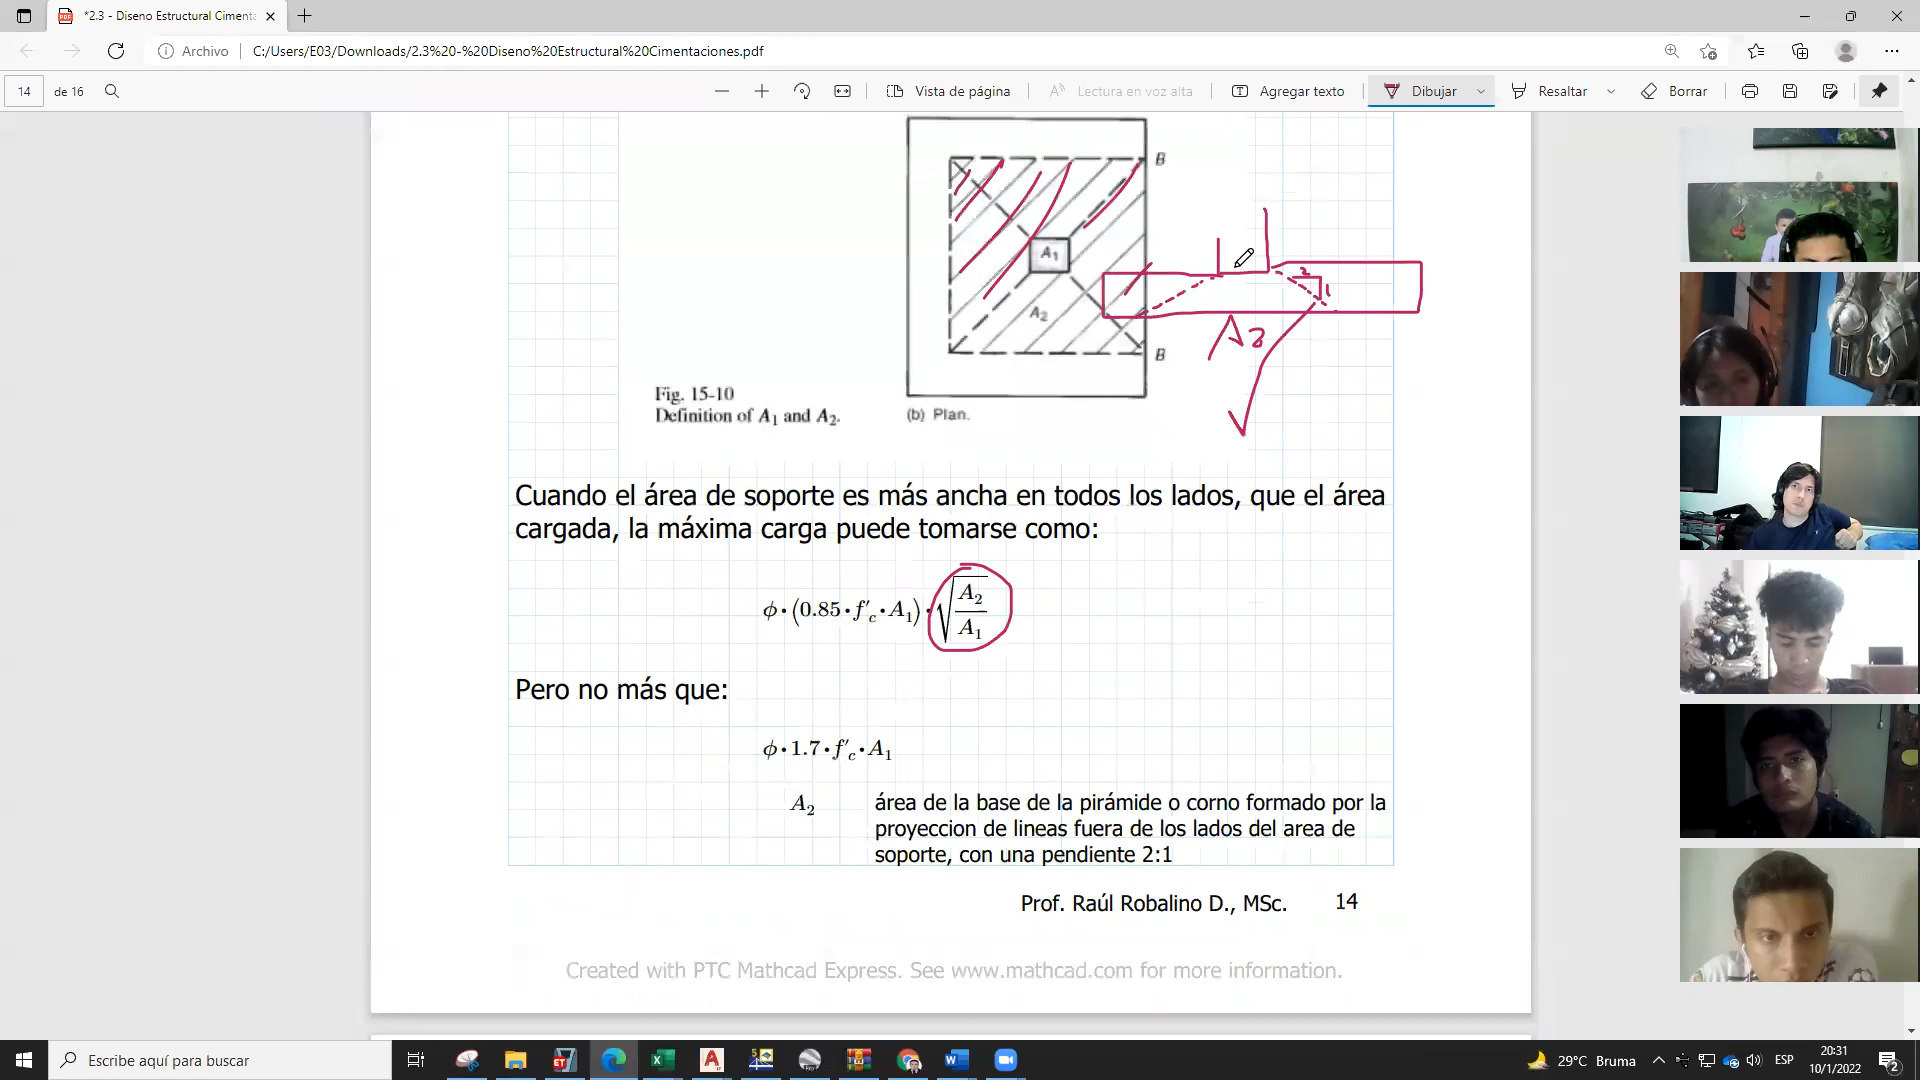 *2.3 - Diseno Estructural Cimenta
Archivo
C:/Users/E03/Downloads/2.3%20-%20Diseno%20Estructural%20Cimentaciones.pdf
14
de 16
Vista de página
Lectura en voz alta
Agregar texto
Dibujar
Resaltar
Borrar
B
A1
2
1
A2
A2
B
Fig. 15-10
Definition of A1 and A2.
(b) Plan.
Cuando el área de soporte es más ancha en todos los lados, que el área
cargada, la máxima carga puede tomarse como:
ϕ•(0.85•f'c•A1)•√(A2/A1)
Pero no más que:
ϕ•1.7•f'c•A1
A2
área de la base de la pirámide o corno formado por la
proyeccion de lineas fuera de los lados del area de
soporte, con una pendiente 2:1
Prof. Raúl Robalino D., MSc.
14
Created with PTC Mathcad Express. See www.mathcad.com for more information.
Escribe aquí para buscar
29°C Bruma
ESP
20:31
10/1/2022
2